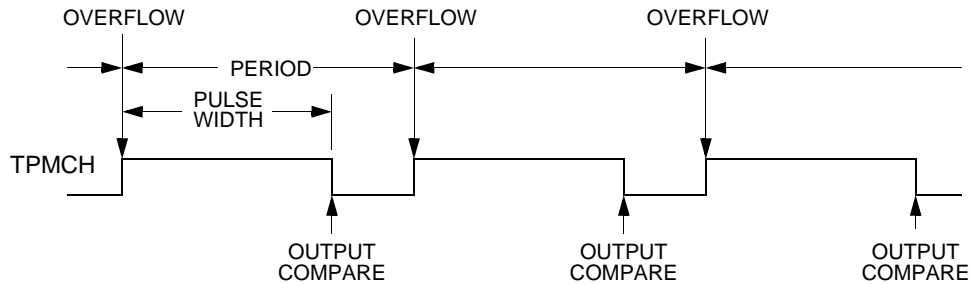 OVERFLOW
OVERFLOW
OVERFLOW
PERIOD
PULSE
WIDTH
TPMCH
OUTPUT
COMPARE
OUTPUT
COMPARE
OUTPUT
COMPARE